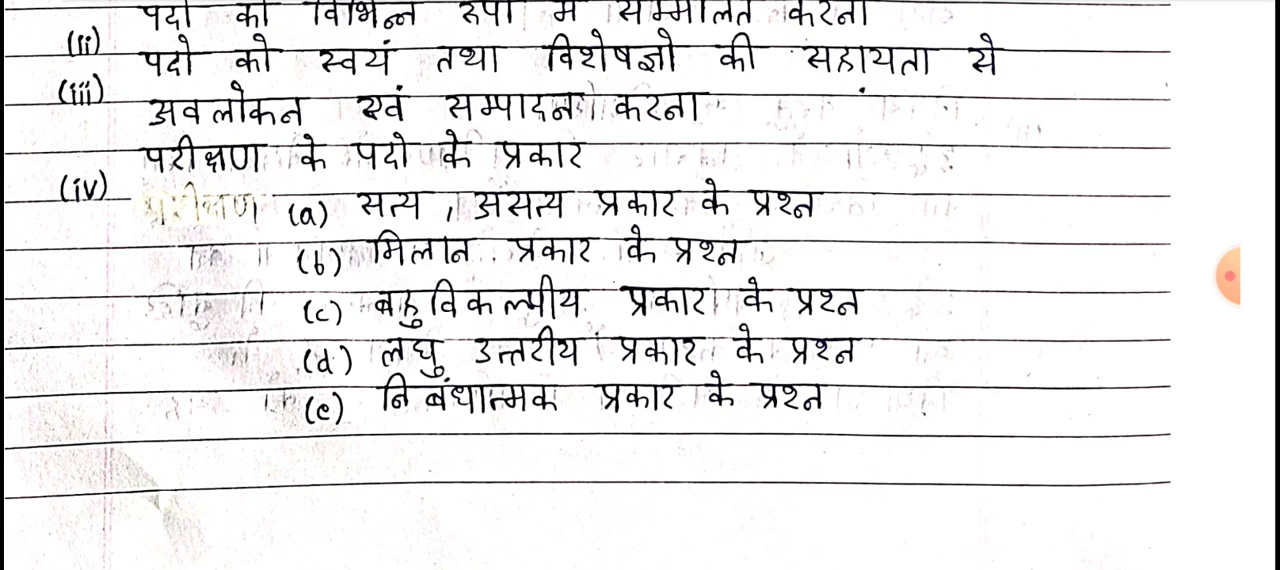 (ii) पदो को विभिन्न रुपो में सम्मिलित करना
(iii) पदो को स्वयं तथा विशेषज्ञो की सहायता से
अवलोकन एवं सम्पादन करना
(iv) परीक्षण के पदो के प्रकार
परीक्षण (a) सत्य , असत्य प्रकार के प्रश्न
(b) मिलान प्रकार के प्रश्न
(c) बहुविकल्पीय प्रकार के प्रश्न
(d) लघु उत्तरीय प्रकार के प्रश्न
(e) निबंधात्मक प्रकार के प्रश्न